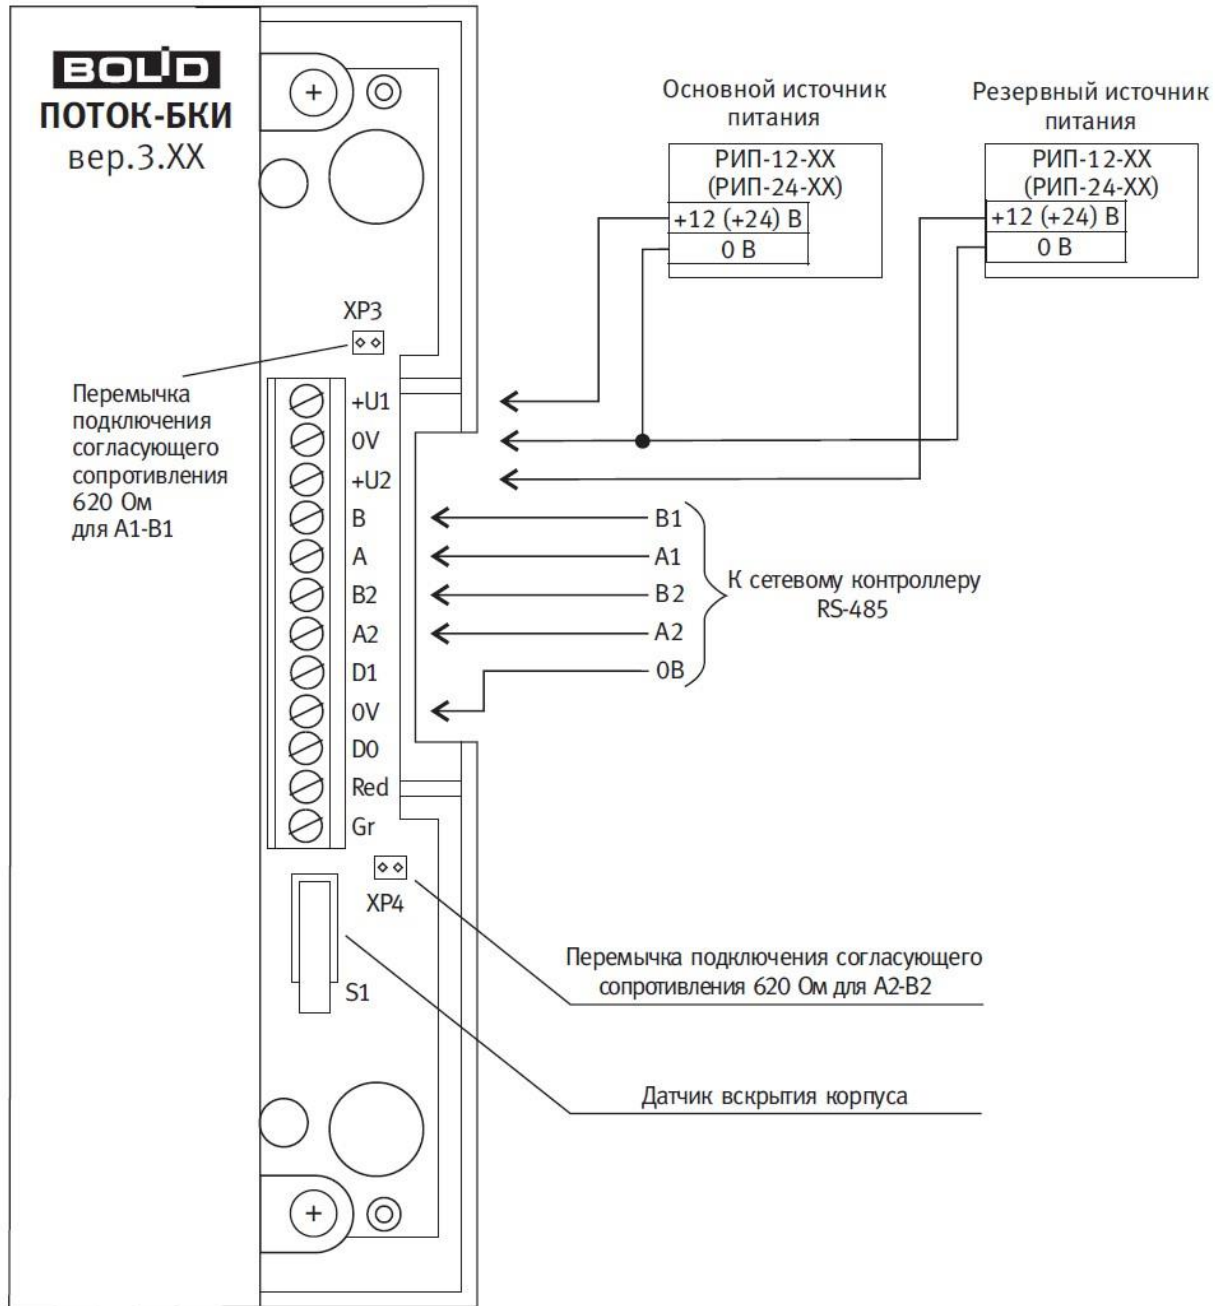 BOLID
ПОТОК-БКИ
вер.3.XX
Основной источник
питания
РИП-12-XX
(РИП-24-XX)
+12 (+24) В
0 В
Резервный источник
питания
РИП-12-XX
(РИП-24-XX)
+12 (+24) В
0 В
XP3
Перемычка
подключения
согласующего
сопротивления
620 Ом
для A1-B1
+U1
0V
+U2
B
A
B2
A2
D1
0V
D0
Red
Gr
B1
A1
B2
A2
0В
К сетевому контроллеру
RS-485
XP4
S1
Перемычка подключения согласующего
сопротивления 620 Ом для A2-B2
Датчик вскрытия корпуса